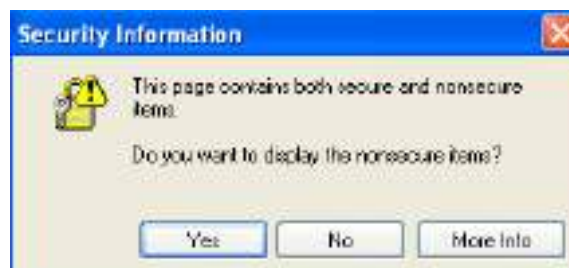 Security Information
This page contains both secure and nonsecure
items.
Do you want to display the nonsecure items?
Yes
No
More Info